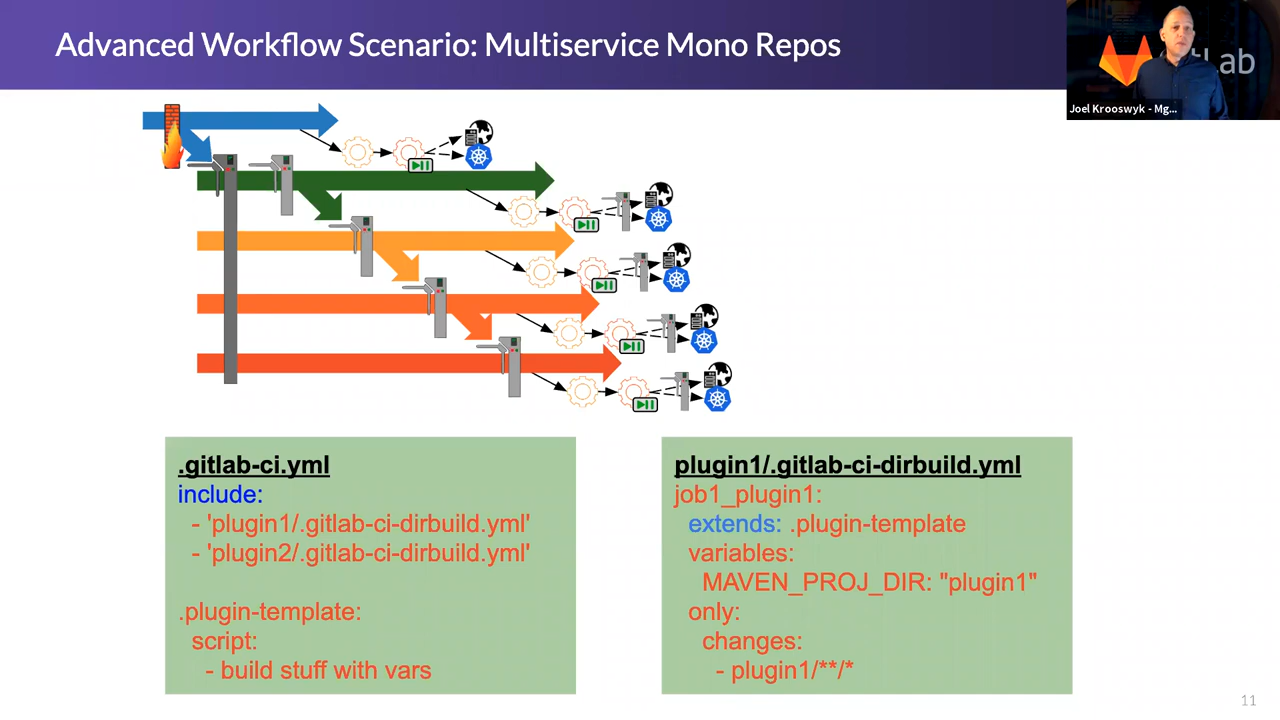 Advanced Workflow Scenario: Multiservice Mono Repos
Lab
Joel Krooswyk - Mg...
.gitlab-ci.yml
include:
- 'plugin1/.gitlab-ci-dirbuild.yml'
- 'plugin2/.gitlab-ci-dirbuild.yml'
.plugin-template:
script:
- build stuff with vars
plugin1/.gitlab-ci-dirbuild.yml
job1_plugin1:
extends: .plugin-template
variables:
MAVEN_PROJ_DIR: "plugin1"
only:
changes:
- plugin1/**/*
11